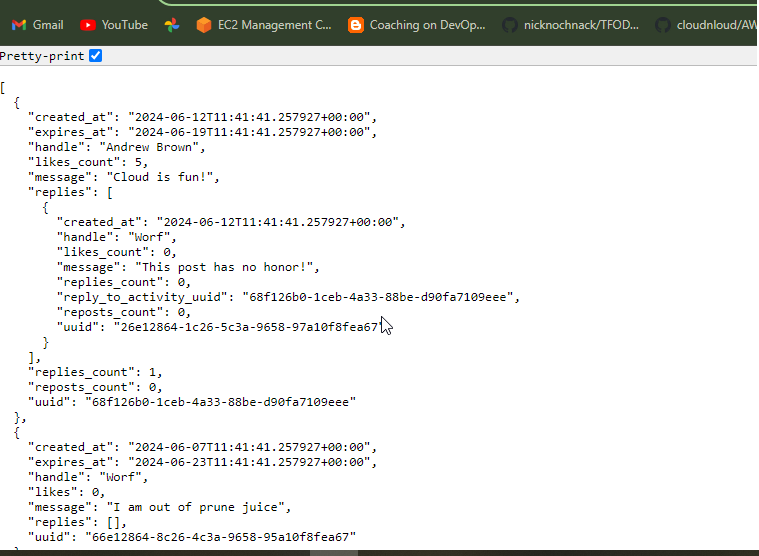 Gmail YouTube EC2 Management C... Coaching on DevOp... nicknochnack/TFOD... cloudnloud/AW
Pretty-print
[
  {
    "created_at": "2024-06-12T11:41:41.257927+00:00",
    "expires_at": "2024-06-19T11:41:41.257927+00:00",
    "handle": "Andrew Brown",
    "likes_count": 5,
    "message": "Cloud is fun!",
    "replies": [
      {
        "created_at": "2024-06-12T11:41:41.257927+00:00",
        "handle": "Worf",
        "likes_count": 0,
        "message": "This post has no honor!",
        "replies_count": 0,
        "reply_to_activity_uuid": "68f126b0-1ceb-4a33-88be-d90fa7109eee",
        "reposts_count": 0,
        "uuid": "26e12864-1c26-5c3a-9658-97a10f8fea67"
      }
    ],
    "replies_count": 1,
    "reposts_count": 0,
    "uuid": "68f126b0-1ceb-4a33-88be-d90fa7109eee"
  },
  {
    "created_at": "2024-06-07T11:41:41.257927+00:00",
    "expires_at": "2024-06-23T11:41:41.257927+00:00",
    "handle": "Worf",
    "likes": 0,
    "message": "I am out of prune juice",
    "replies": [],
    "uuid": "66e12864-8c26-4c3a-9658-95a10f8fea67"